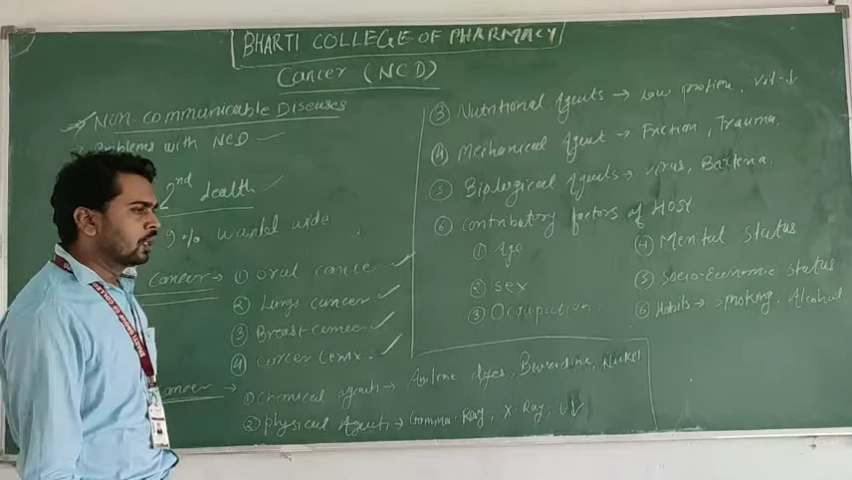 BHARTI COLLEGE OF PHARMACY
Cancer (NCD)
Non-communicable Diseases
Problems with NCD
2nd death
9% world wide
Cancer → ① oral cance
② Lungs cancer
③ Breast cancer
④ cancer
cancer →
① chemical agents → Aniline dyes, Benzidine, Nickel
② physical Agents → Gamma-Ray, X-Ray, UV
③ Nutritional Agents → Low protien, Vit-↓
④ Mechanical Agent → Friction, Trauma.
⑤ Biological Agents → virus, Bacteria.
⑥ contributory factors of Host
① Age
② sex
③ Occupation
④ Mental status
⑤ Socio-Economic status
⑥ Habits → smoking, Alcohol